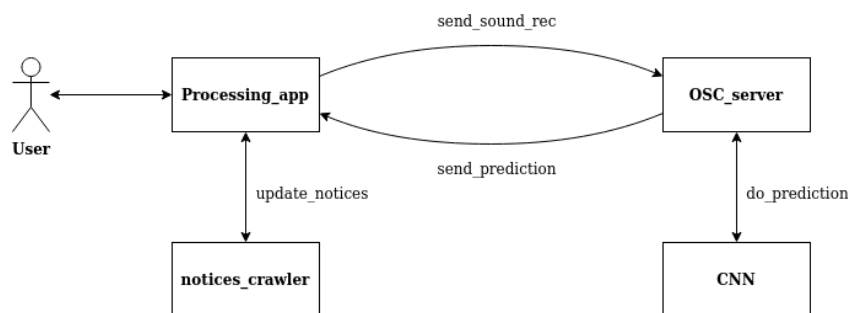 send_sound_rec
Processing_app
OSC_server
User
send_prediction
update_notices
do_prediction
notices_crawler
CNN